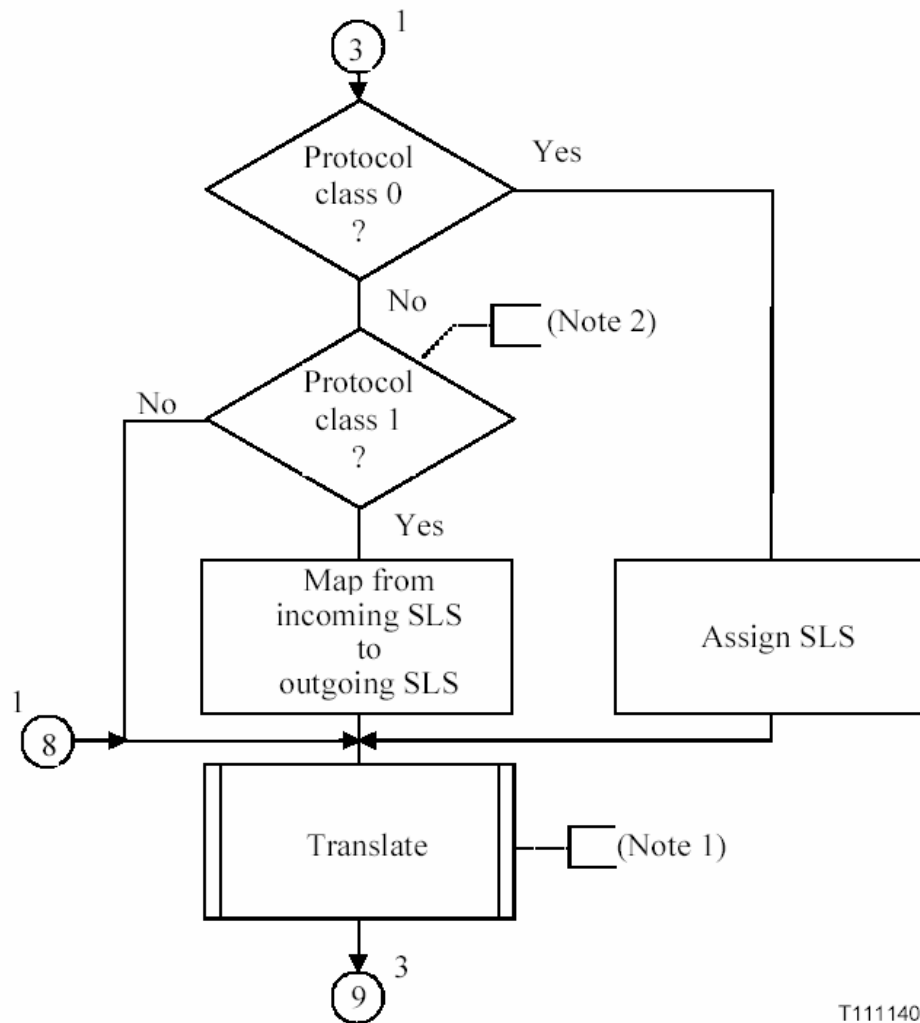 1
3
Protocol
class 0
?
Yes
No
(Note 2)
Protocol
class 1
?
No
Yes
Map from
incoming SLS
to
outgoing SLS
Assign SLS
1
8
Translate
(Note 1)
3
9
T111140